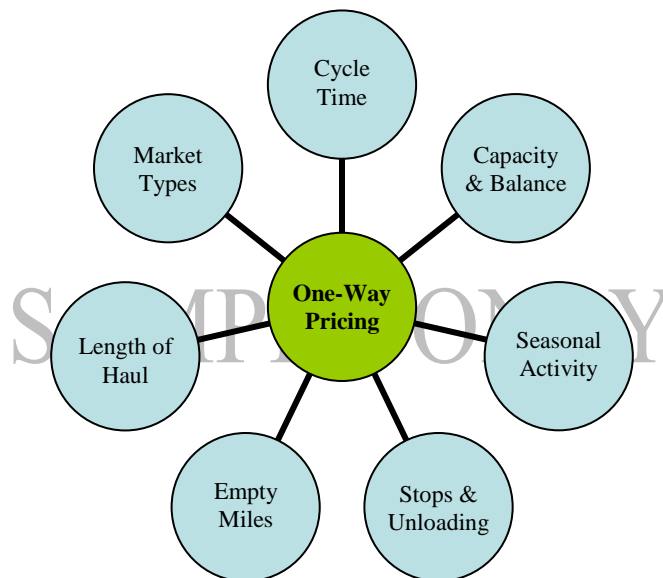 Cycle
Time
Market
Types
Capacity
& Balance
One-Way
Pricing
SAMPLE ONLY
Length of
Haul
Seasonal
Activity
Empty
Miles
Stops &
Unloading